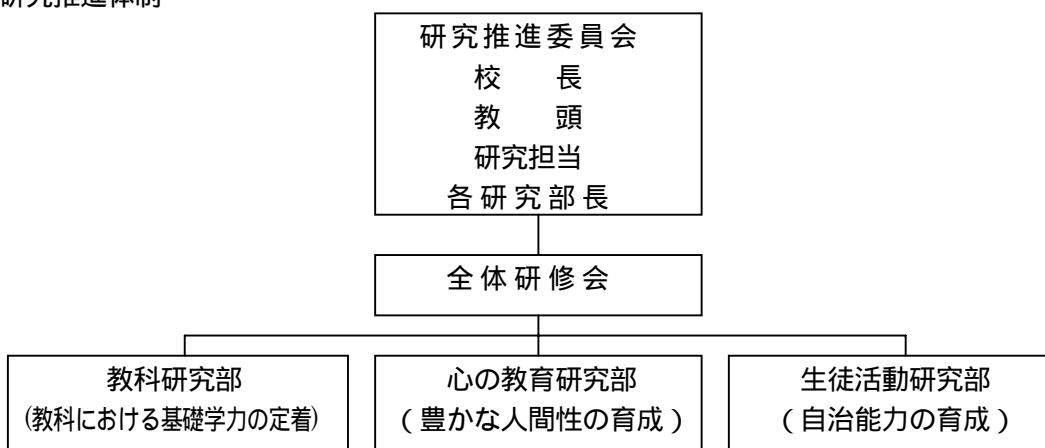 研究推進体制
研究推進委員会
校　　長
教　　頭
研究担当
各研究部長
全体研修会
教科研究部
(教科における基礎学力の定着)
心の教育研究部
（豊かな人間性の育成）
生徒活動研究部
（自治能力の育成）